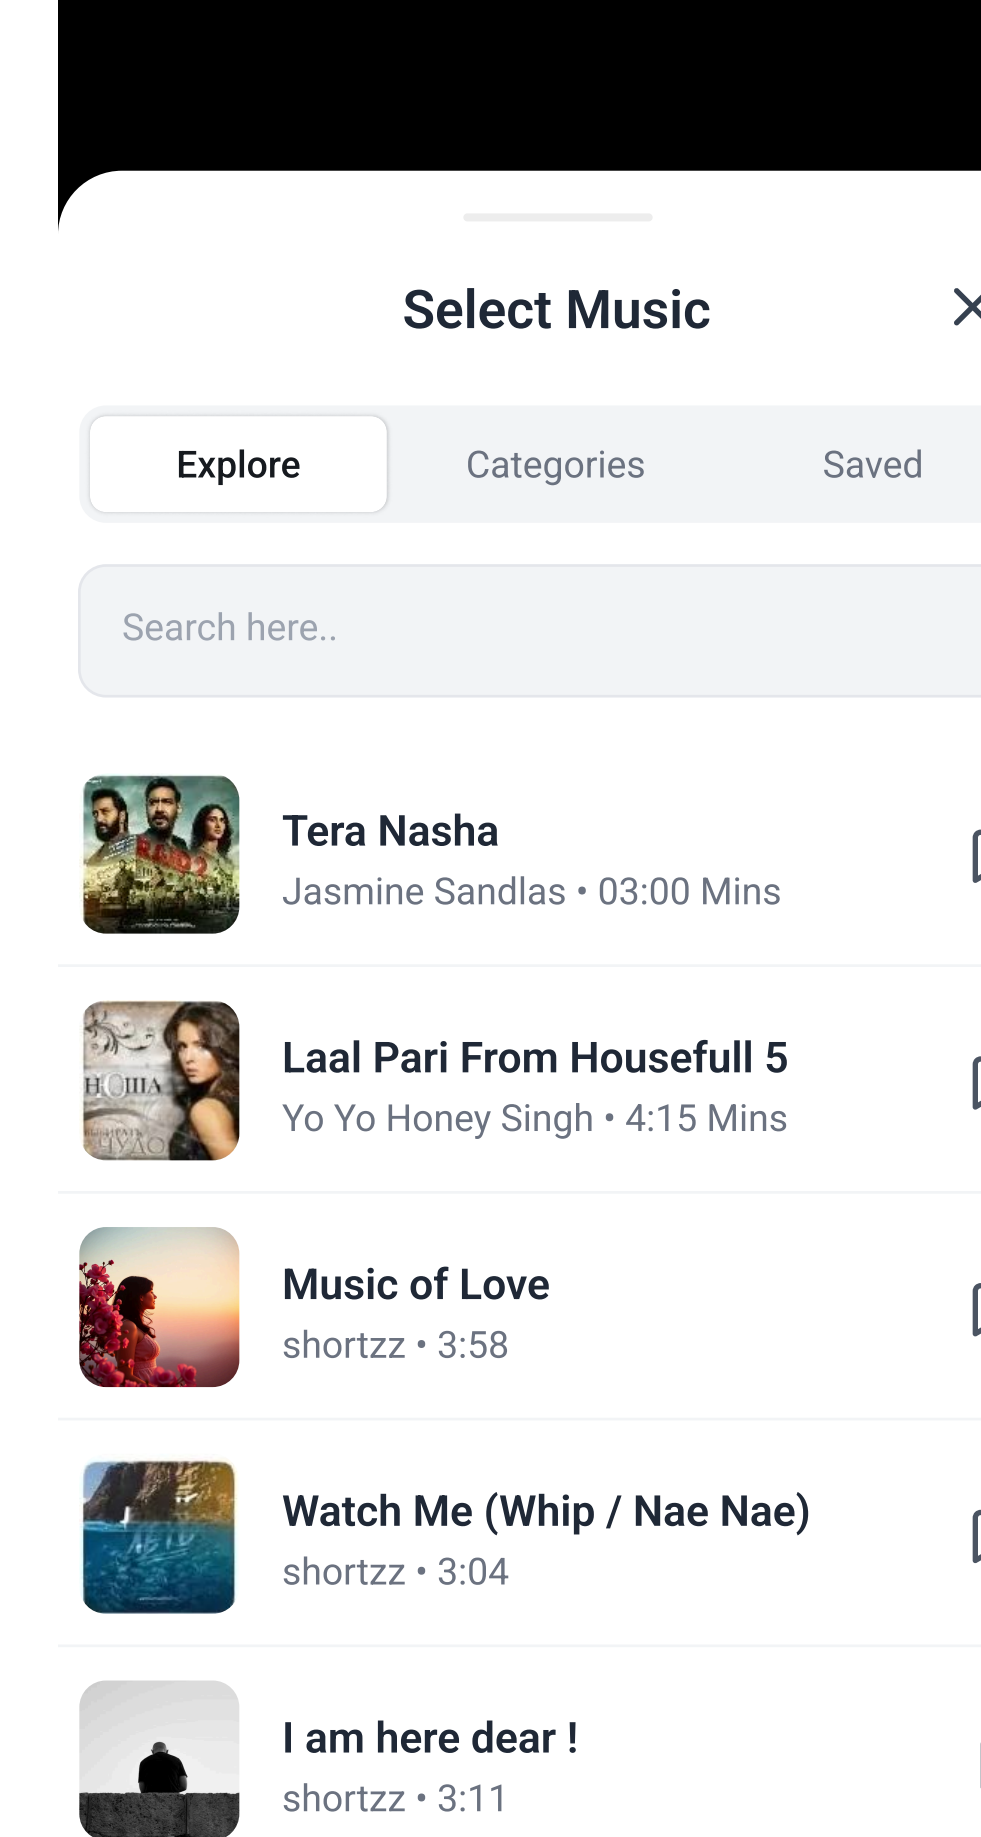 Select Music
Explore
Categories
Saved
Search here..
Tera Nasha
Jasmine Sandlas • 03:00 Mins
Laal Pari From Housefull 5
Yo Yo Honey Singh • 4:15 Mins
НОША
ЧУДО
Music of Love
shortzz • 3:58
Watch Me (Whip / Nae Nae)
shortzz • 3:04
I am here dear !
shortzz • 3:11